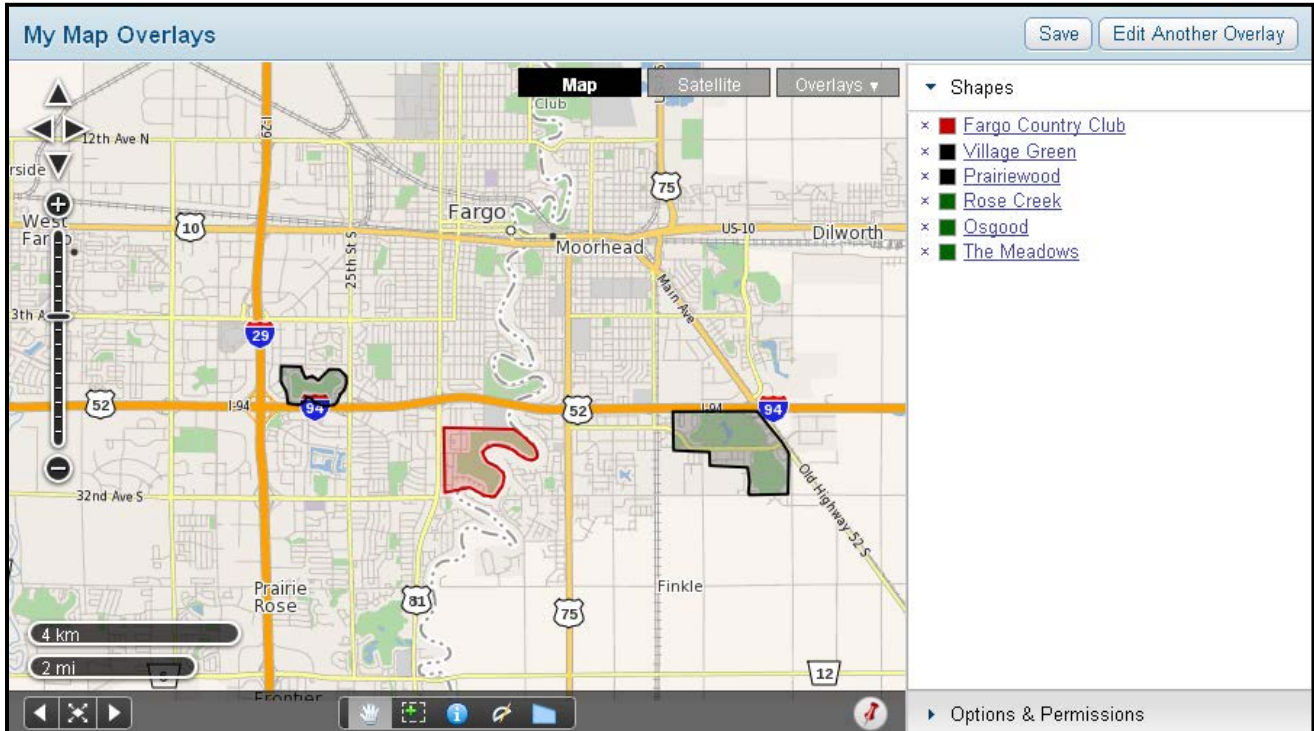 My Map Overlays
Save
Edit Another Overlay
Map
Satellite
Overlays ▾
Shapes
× Fargo Country Club
× Village Green
× Prairiewood
× Rose Creek
× Osgood
× The Meadows
Options & Permissions
Club
12th Ave N
I-29
rside
75
West
Fargo
10
Fargo
US-10
Dilworth
Moorhead
25th St S
Main Ave
3th A
29
52
I-94
94
52
I-94
94
32nd Ave S
Old Highway 52 S
Prairie
Rose
81
Finkle
75
4 km
2 mi
12
Frontier